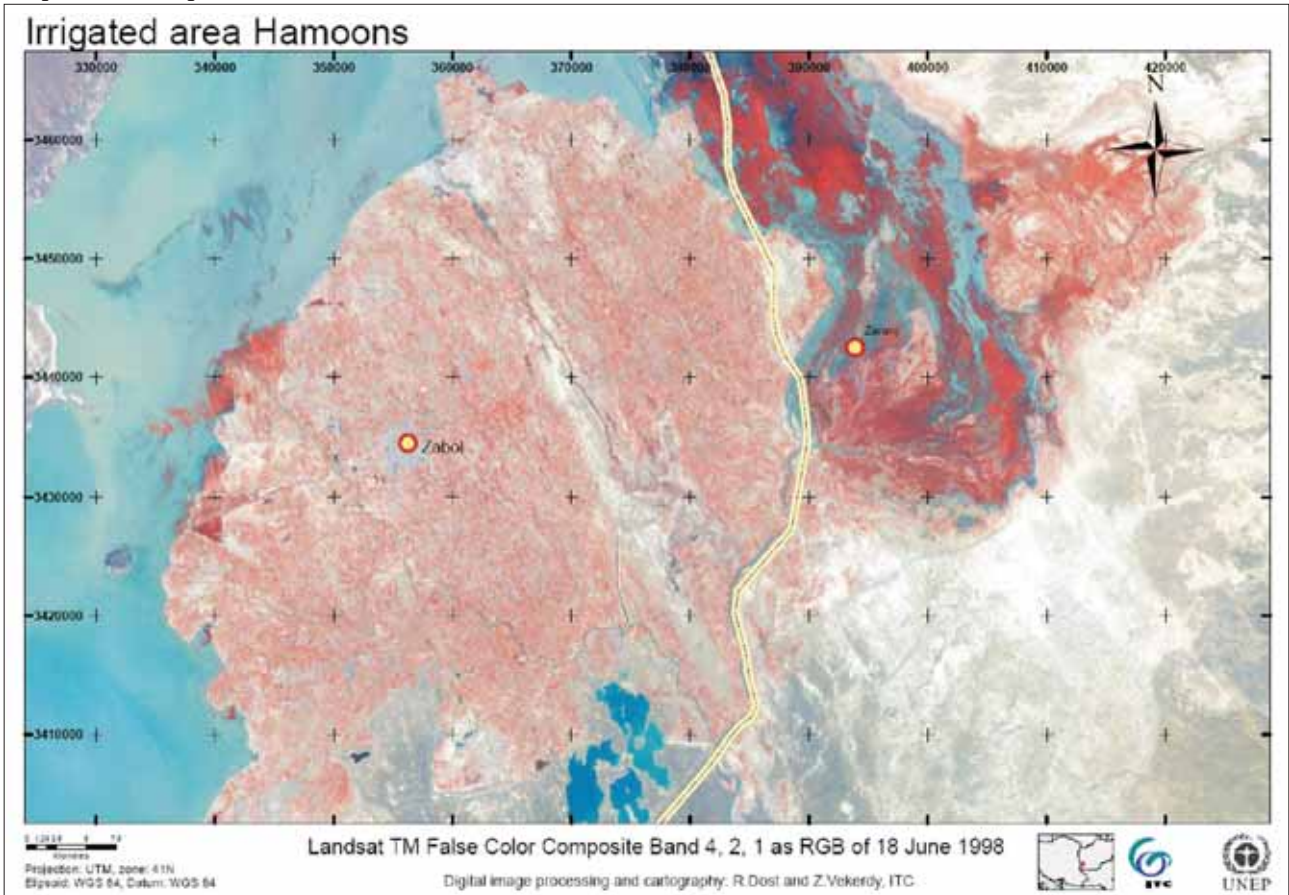 Irrigated area Hamoons
330000 340000 350000 360000 370000 380000 390000 400000 410000 420000
N
3460000
3450000
Zaranj
3440000
Zabol
3430000
3420000
3410000
Kilometers
Projection: UTM, zone: 41N
Elipsoid: WGS 84, Datum: WGS 84
Landsat TM False Color Composite Band 4, 2, 1 as RGB of 18 June 1998
Digital image processing and cartography: R.Dost and Z.Vekerdy, ITC
ITC
UNEP